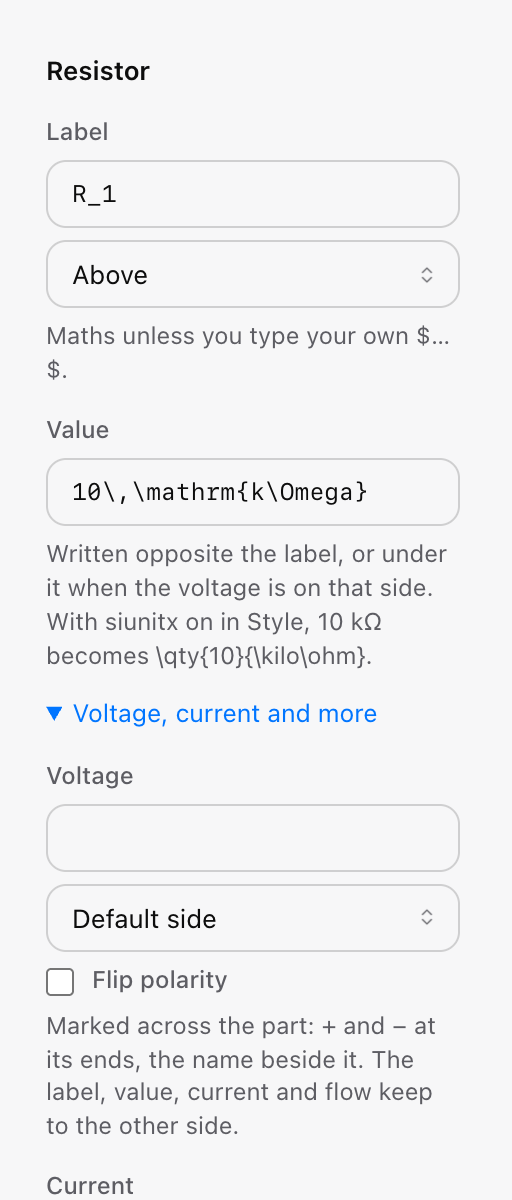 Resistor
Label
R_1
Above
Maths unless you type your own $...
$.
Value
10\,\mathrm{k\Omega}
Written opposite the label, or under
it when the voltage is on that side.
With siunitx on in Style, 10 kΩ
becomes \qty{10}{\kilo\ohm}.
▼ Voltage, current and more
Voltage
Default side
Flip polarity
Marked across the part: + and − at
its ends, the name beside it. The
label, value, current and flow keep
to the other side.
Current